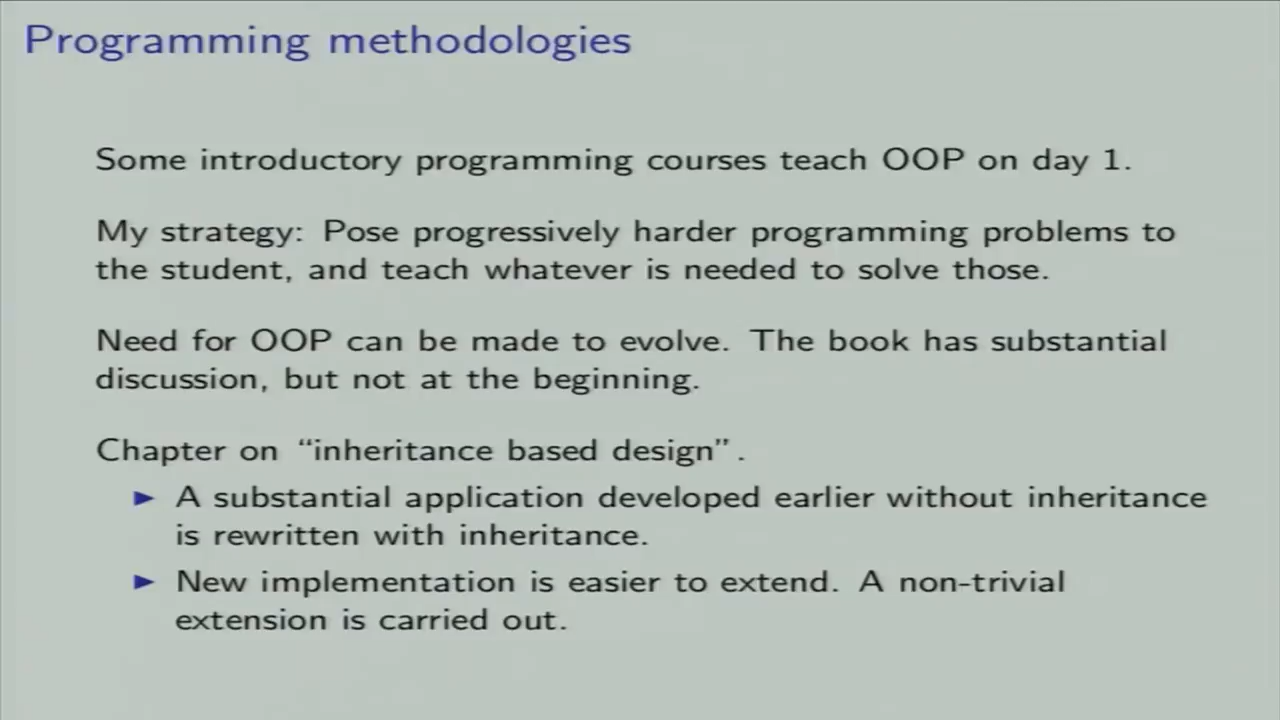 Programming methodologies
Some introductory programming courses teach OOP on day 1.
My strategy: Pose progressively harder programming problems to
the student, and teach whatever is needed to solve those.
Need for OOP can be made to evolve. The book has substantial
discussion, but not at the beginning.
Chapter on “inheritance based design”.
▶ A substantial application developed earlier without inheritance
is rewritten with inheritance.
▶ New implementation is easier to extend. A non-trivial
extension is carried out.